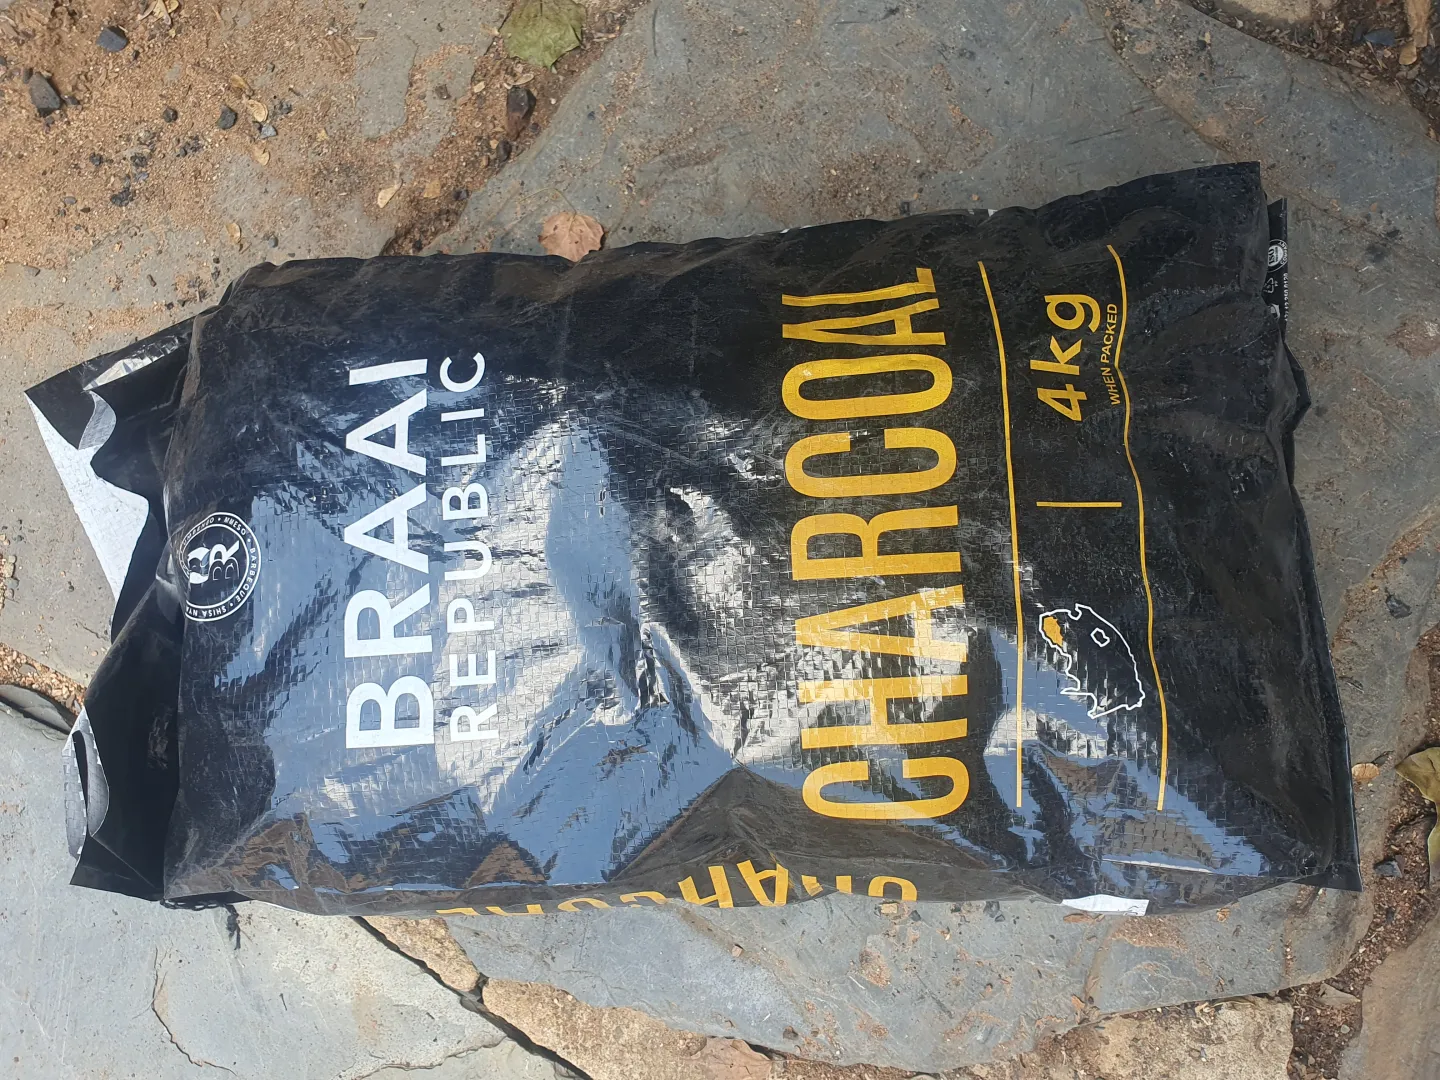 BRAAI
REPUBLIC
CHARCOAL
4kg
WHEN PACKED
CHARCOAL